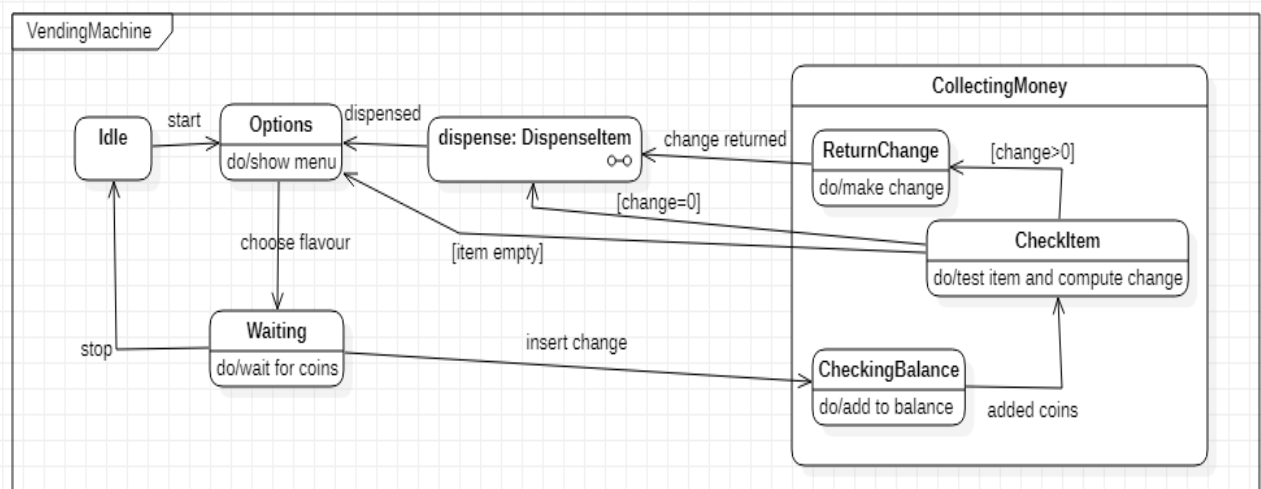 VendingMachine
CollectingMoney
Idle
start
Options
do/show menu
dispensed
dispense: DispenseItem
change returned
ReturnChange
do/make change
[change>0]
[change=0]
[item empty]
CheckItem
do/test item and compute change
choose flavour
Waiting
do/wait for coins
stop
insert change
CheckingBalance
do/add to balance
added coins